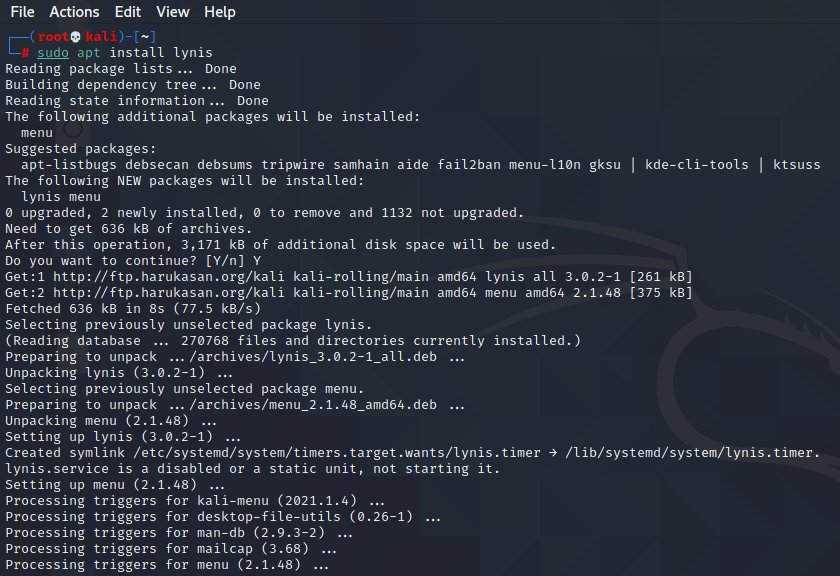 File Actions Edit View Help
┌──(root💀kali)-[~]
└─# sudo apt install lynis
Reading package lists... Done
Building dependency tree... Done
Reading state information... Done
The following additional packages will be installed:
  menu
Suggested packages:
  apt-listbugs debsecan debsums tripwire samhain aide fail2ban menu-l10n gksu | kde-cli-tools | ktsuss
The following NEW packages will be installed:
  lynis menu
0 upgraded, 2 newly installed, 0 to remove and 1132 not upgraded.
Need to get 636 kB of archives.
After this operation, 3,171 kB of additional disk space will be used.
Do you want to continue? [Y/n] Y
Get:1 http://ftp.harukasan.org/kali kali-rolling/main amd64 lynis all 3.0.2-1 [261 kB]
Get:2 http://ftp.harukasan.org/kali kali-rolling/main amd64 menu amd64 2.1.48 [375 kB]
Fetched 636 kB in 8s (77.5 kB/s)
Selecting previously unselected package lynis.
(Reading database ... 270768 files and directories currently installed.)
Preparing to unpack .../archives/lynis_3.0.2-1_all.deb ...
Unpacking lynis (3.0.2-1) ...
Selecting previously unselected package menu.
Preparing to unpack .../archives/menu_2.1.48_amd64.deb ...
Unpacking menu (2.1.48) ...
Setting up lynis (3.0.2-1) ...
Created symlink /etc/systemd/system/timers.target.wants/lynis.timer → /lib/systemd/system/lynis.timer.
lynis.service is a disabled or a static unit, not starting it.
Setting up menu (2.1.48) ...
Processing triggers for kali-menu (2021.1.4) ...
Processing triggers for desktop-file-utils (0.26-1) ...
Processing triggers for man-db (2.9.3-2) ...
Processing triggers for mailcap (3.68) ...
Processing triggers for menu (2.1.48) ...